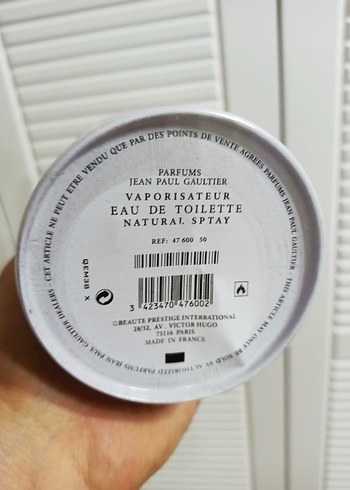 CET ARTICLE NE PEUT ETRE VENDU QUE PAR DES POINTS DE VENTE AGREES PARFUMS JEAN PAUL GAULTIER · THIS ARTICLE MAY ONLY BE SOLD BY AUTHORIZED PARFUMS JEAN PAUL GAULTIER DEALERS ·
PARFUMS
JEAN PAUL GAULTIER
VAPORISATEUR
EAU DE TOILETTE
NATURAL SPTAY
REF: 47 600 50
QEM3B X
3 423470 476002
©BEAUTE PRESTIGE INTERNATIONAL
28/32, AV. VICTOR HUGO
75116 PARIS
MADE IN FRANCE